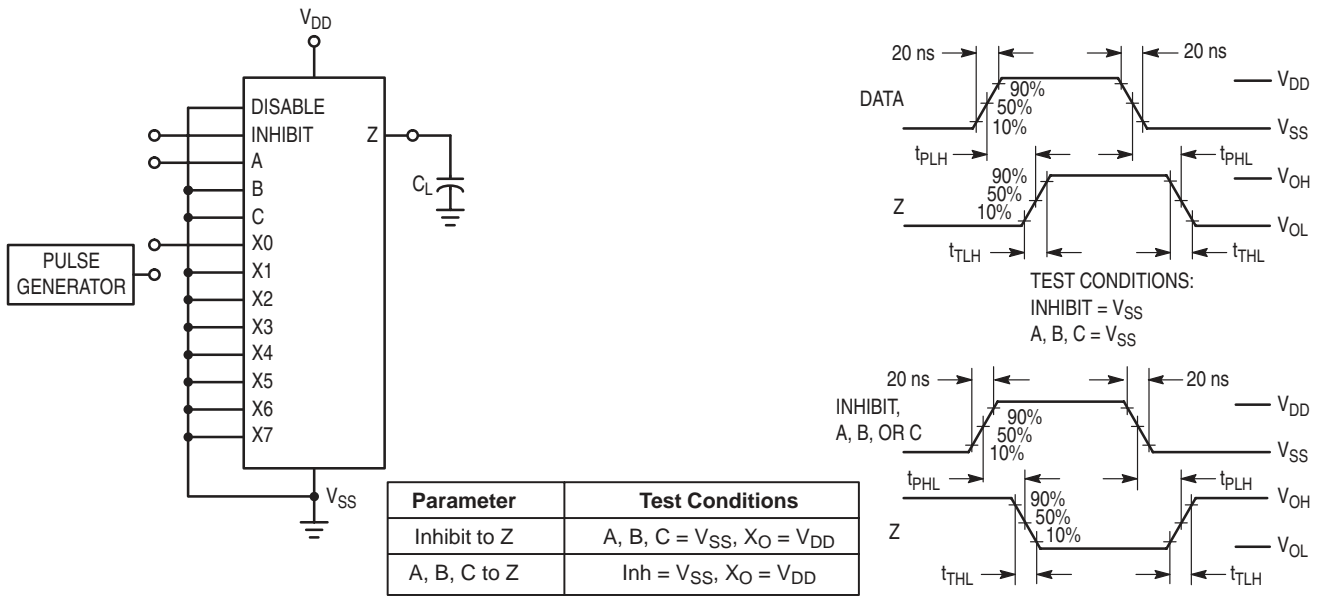 VDD
DISABLE
INHIBIT
A
B
C
X0
X1
X2
X3
X4
X5
X6
X7
Z
CL
PULSE
GENERATOR
VSS
Parameter Test Conditions
Inhibit to Z A, B, C = VSS, XO = VDD
A, B, C to Z Inh = VSS, XO = VDD
20 ns 20 ns
DATA
90%
50%
10%
VDD
VSS
tPLH tPHL
Z
90%
50%
10%
VOH
VOL
tTLH tTHL
TEST CONDITIONS:
INHIBIT = VSS
A, B, C = VSS
20 ns 20 ns
INHIBIT,
A, B, OR C
90%
50%
10%
VDD
VSS
tPHL tPLH
Z
90%
50%
10%
VOH
VOL
tTHL tTLH